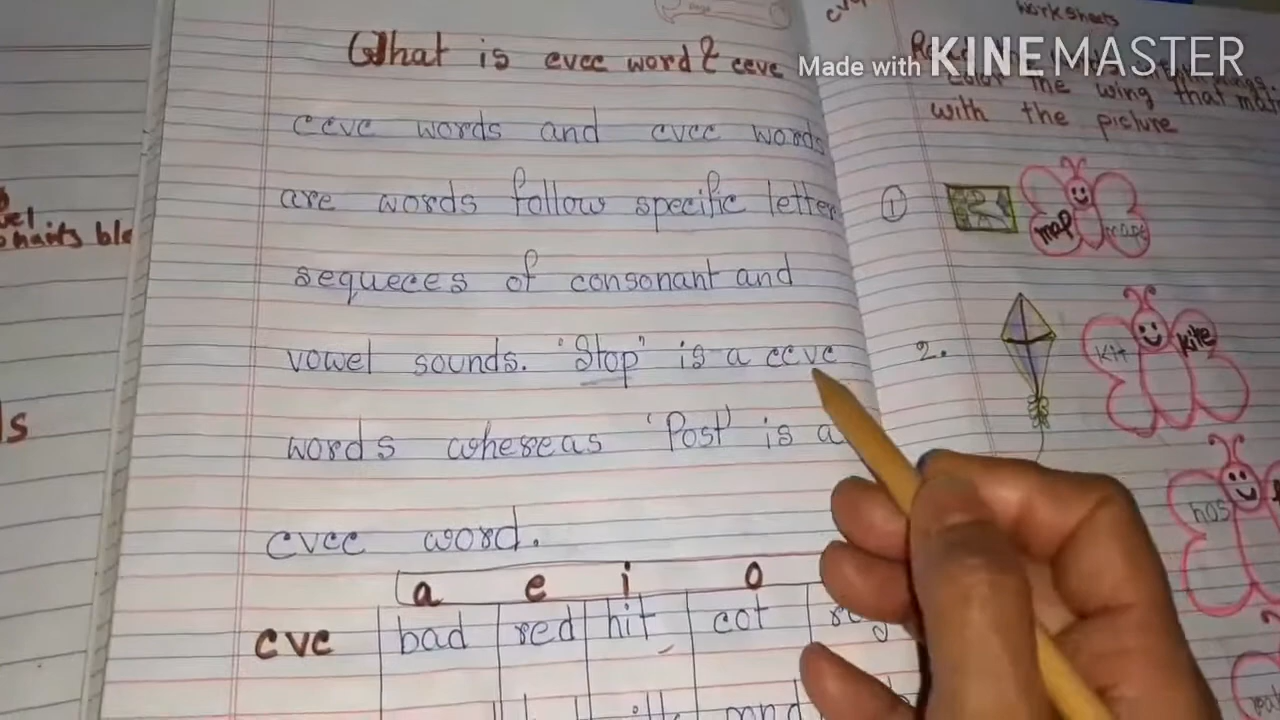 What is cvcc word & ccvc
ccvc words and cvcc words
are words follow specific letter
sequeces of consonant and
vowel sounds. 'Stop' is a ccvc
words whereas 'Post' is a
cvcc word.
a e i o
cvc bad red hit cot
Made with KINEMASTER
worksheets
color the wing that
with the picture
① map mape
2. kit kite